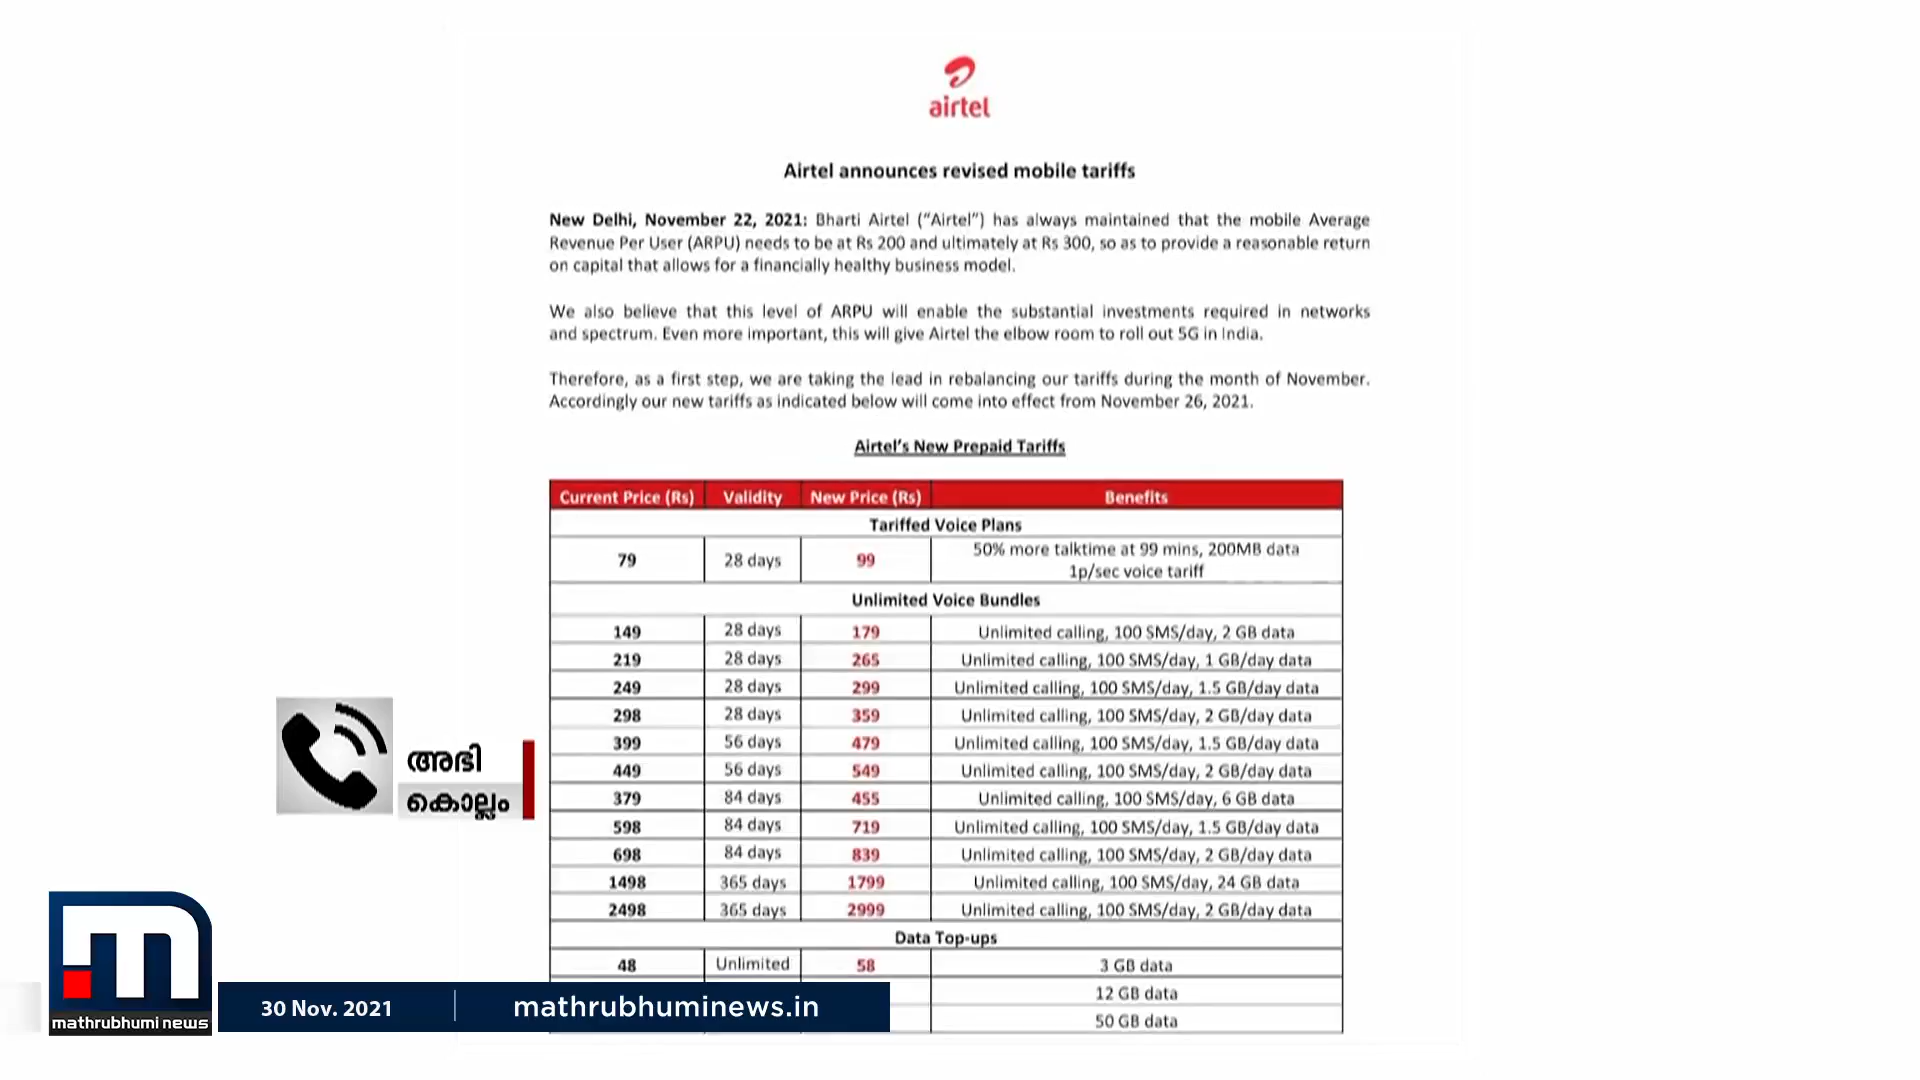 airtel
Airtel announces revised mobile tariffs
New Delhi, November 22, 2021: Bharti Airtel (“Airtel”) has always maintained that the mobile Average
Revenue Per User (ARPU) needs to be at Rs 200 and ultimately at Rs 300, so as to provide a reasonable return
on capital that allows for a financially healthy business model.
We also believe that this level of ARPU will enable the substantial investments required in networks
and spectrum. Even more important, this will give Airtel the elbow room to roll out 5G in India.
Therefore, as a first step, we are taking the lead in rebalancing our tariffs during the month of November.
Accordingly our new tariffs as indicated below will come into effect from November 26, 2021.
Airtel’s New Prepaid Tariffs
Current Price (Rs) Validity New Price (Rs) Benefits
Tariffed Voice Plans
79 28 days 99 50% more talktime at 99 mins, 200MB data
1p/sec voice tariff
Unlimited Voice Bundles
149 28 days 179 Unlimited calling, 100 SMS/day, 2 GB data
219 28 days 265 Unlimited calling, 100 SMS/day, 1 GB/day data
249 28 days 299 Unlimited calling, 100 SMS/day, 1.5 GB/day data
298 28 days 359 Unlimited calling, 100 SMS/day, 2 GB/day data
399 56 days 479 Unlimited calling, 100 SMS/day, 1.5 GB/day data
449 56 days 549 Unlimited calling, 100 SMS/day, 2 GB/day data
379 84 days 455 Unlimited calling, 100 SMS/day, 6 GB data
598 84 days 719 Unlimited calling, 100 SMS/day, 1.5 GB/day data
698 84 days 839 Unlimited calling, 100 SMS/day, 2 GB/day data
1498 365 days 1799 Unlimited calling, 100 SMS/day, 24 GB data
2498 365 days 2999 Unlimited calling, 100 SMS/day, 2 GB/day data
Data Top-ups
48 Unlimited 58 3 GB data
12 GB data
50 GB data
അഭി
കൊല്ലം
mathrubhumi news
30 Nov. 2021
mathrubhuminews.in